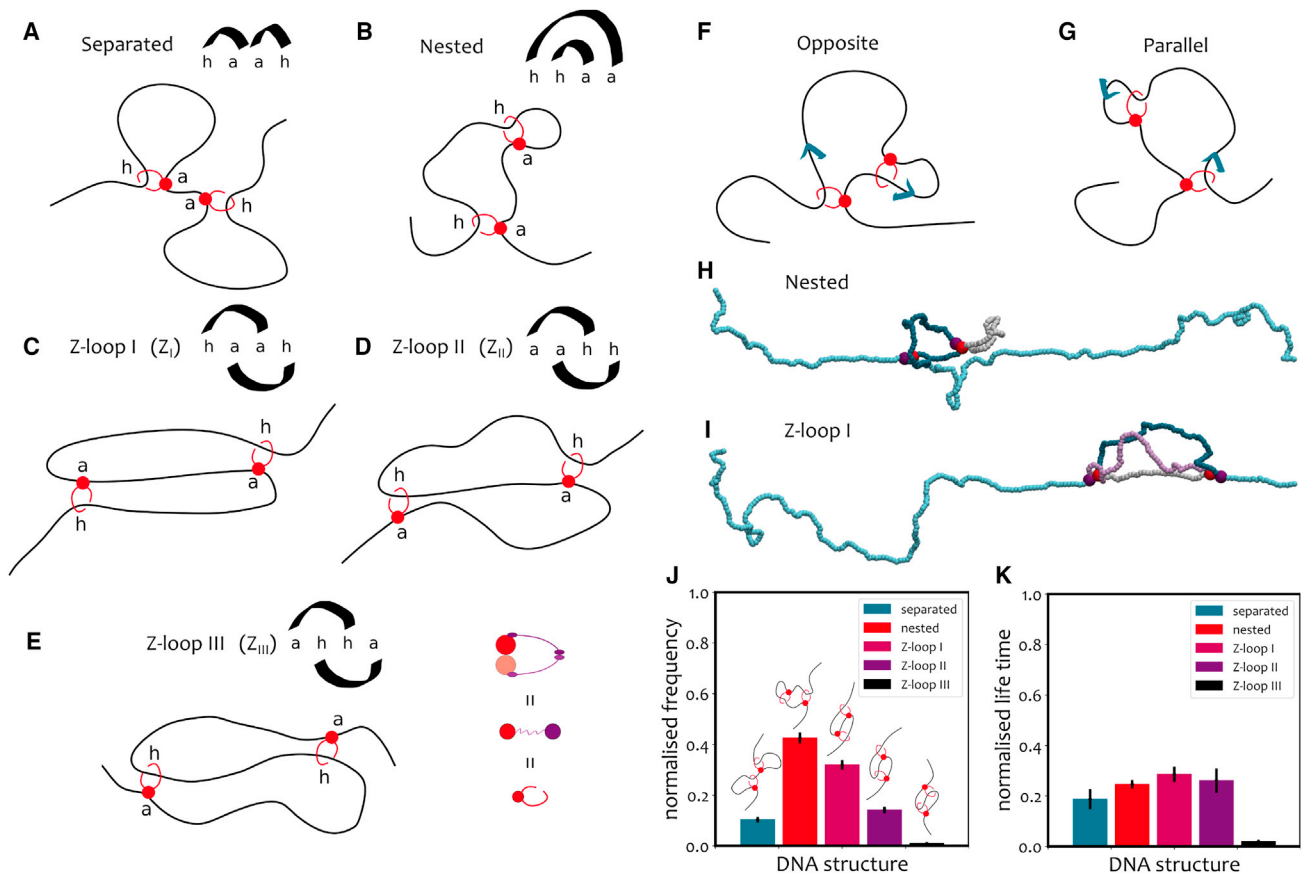 A
Separated
h a a h
h
a
a
h
B
Nested
h h a a
h
a
h
a
C
Z-loop I (Z_I)
h a a h
h
a
a
h
D
Z-loop II (Z_II)
a a h h
h
h
a
a
E
Z-loop III (Z_III)
a h h a
a
h
h
a
=
=
F
Opposite
G
Parallel
H
Nested
I
Z-loop I
J
1.0
0.8
0.6
0.4
0.2
0.0
normalised frequency
separated
nested
Z-loop I
Z-loop II
Z-loop III
DNA structure
K
1.0
0.8
0.6
0.4
0.2
0.0
normalised life time
separated
nested
Z-loop I
Z-loop II
Z-loop III
DNA structure